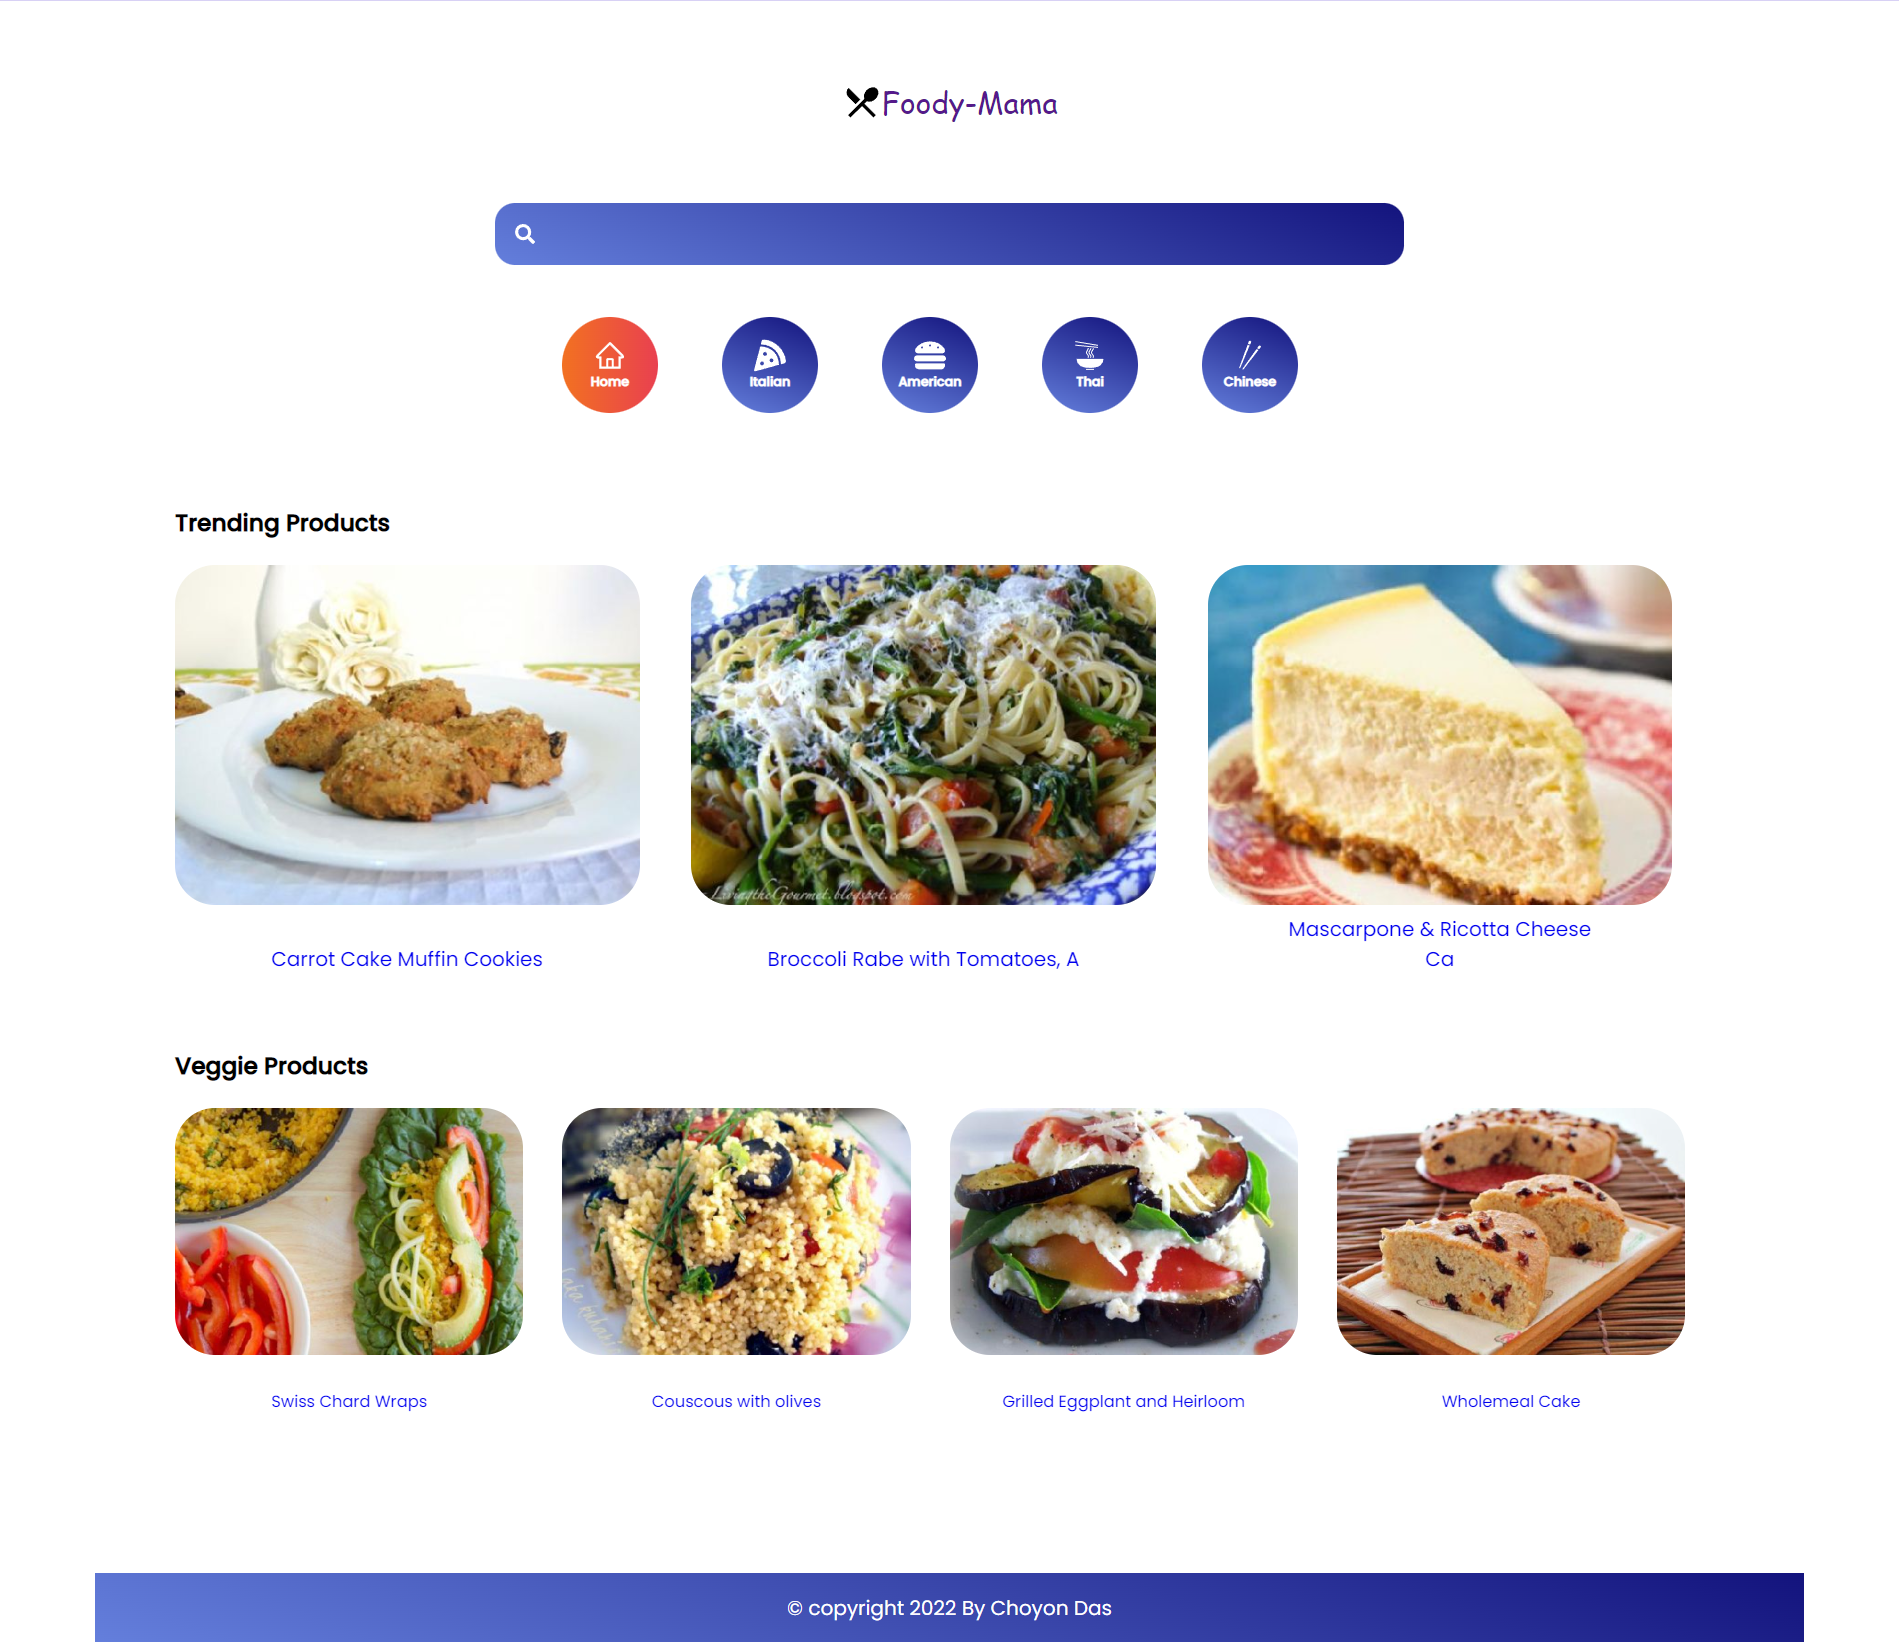 Foody-Mama
Home
Italian
American
Thai
Chinese
Trending Products
LivingtheGourmet.blogspot.com
Carrot Cake Muffin Cookies
Broccoli Rabe with Tomatoes, A
Mascarpone & Ricotta Cheese
Ca
Veggie Products
Swiss Chard Wraps
Couscous with olives
Grilled Eggplant and Heirloom
Wholemeal Cake
© copyright 2022 By Choyon Das